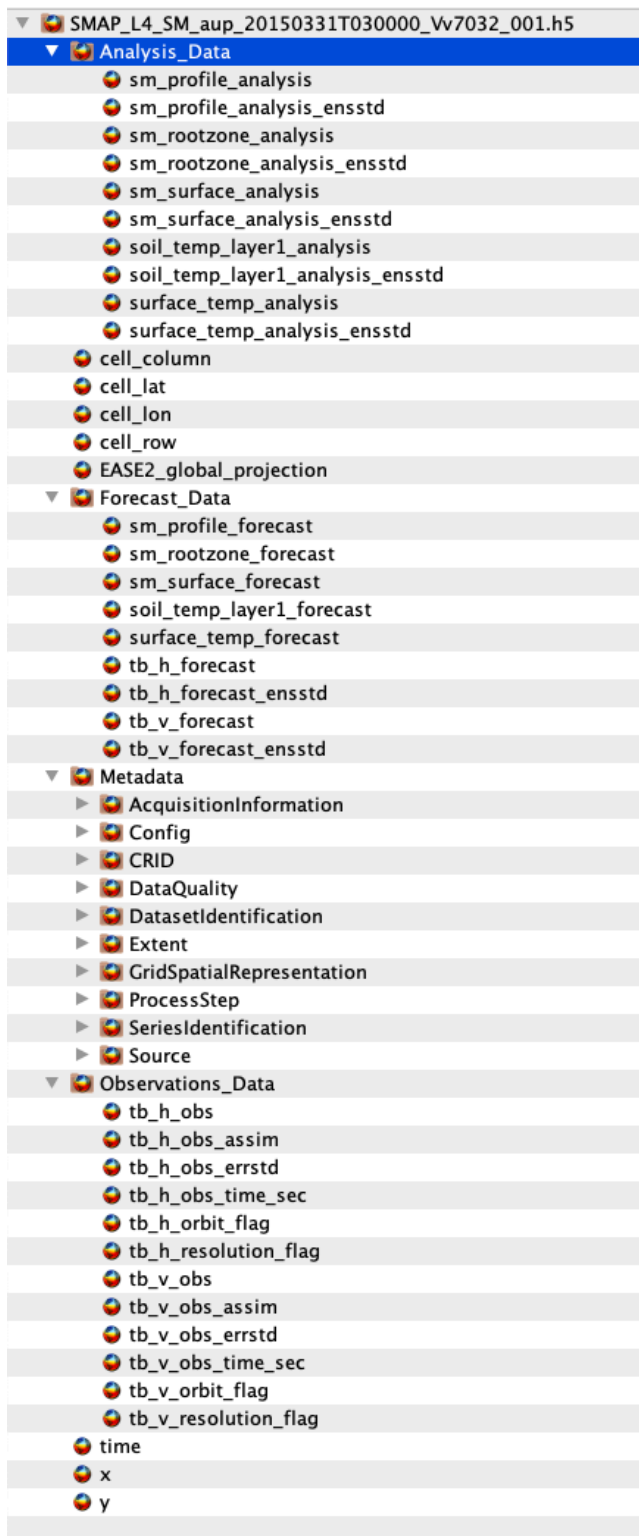 SMAP_L4_SM_aup_20150331T030000_Vv7032_001.h5
Analysis_Data
sm_profile_analysis
sm_profile_analysis_ensstd
sm_rootzone_analysis
sm_rootzone_analysis_ensstd
sm_surface_analysis
sm_surface_analysis_ensstd
soil_temp_layer1_analysis
soil_temp_layer1_analysis_ensstd
surface_temp_analysis
surface_temp_analysis_ensstd
cell_column
cell_lat
cell_lon
cell_row
EASE2_global_projection
Forecast_Data
sm_profile_forecast
sm_rootzone_forecast
sm_surface_forecast
soil_temp_layer1_forecast
surface_temp_forecast
tb_h_forecast
tb_h_forecast_ensstd
tb_v_forecast
tb_v_forecast_ensstd
Metadata
AcquisitionInformation
Config
CRID
DataQuality
DatasetIdentification
Extent
GridSpatialRepresentation
ProcessStep
SeriesIdentification
Source
Observations_Data
tb_h_obs
tb_h_obs_assim
tb_h_obs_errstd
tb_h_obs_time_sec
tb_h_orbit_flag
tb_h_resolution_flag
tb_v_obs
tb_v_obs_assim
tb_v_obs_errstd
tb_v_obs_time_sec
tb_v_orbit_flag
tb_v_resolution_flag
time
x
y